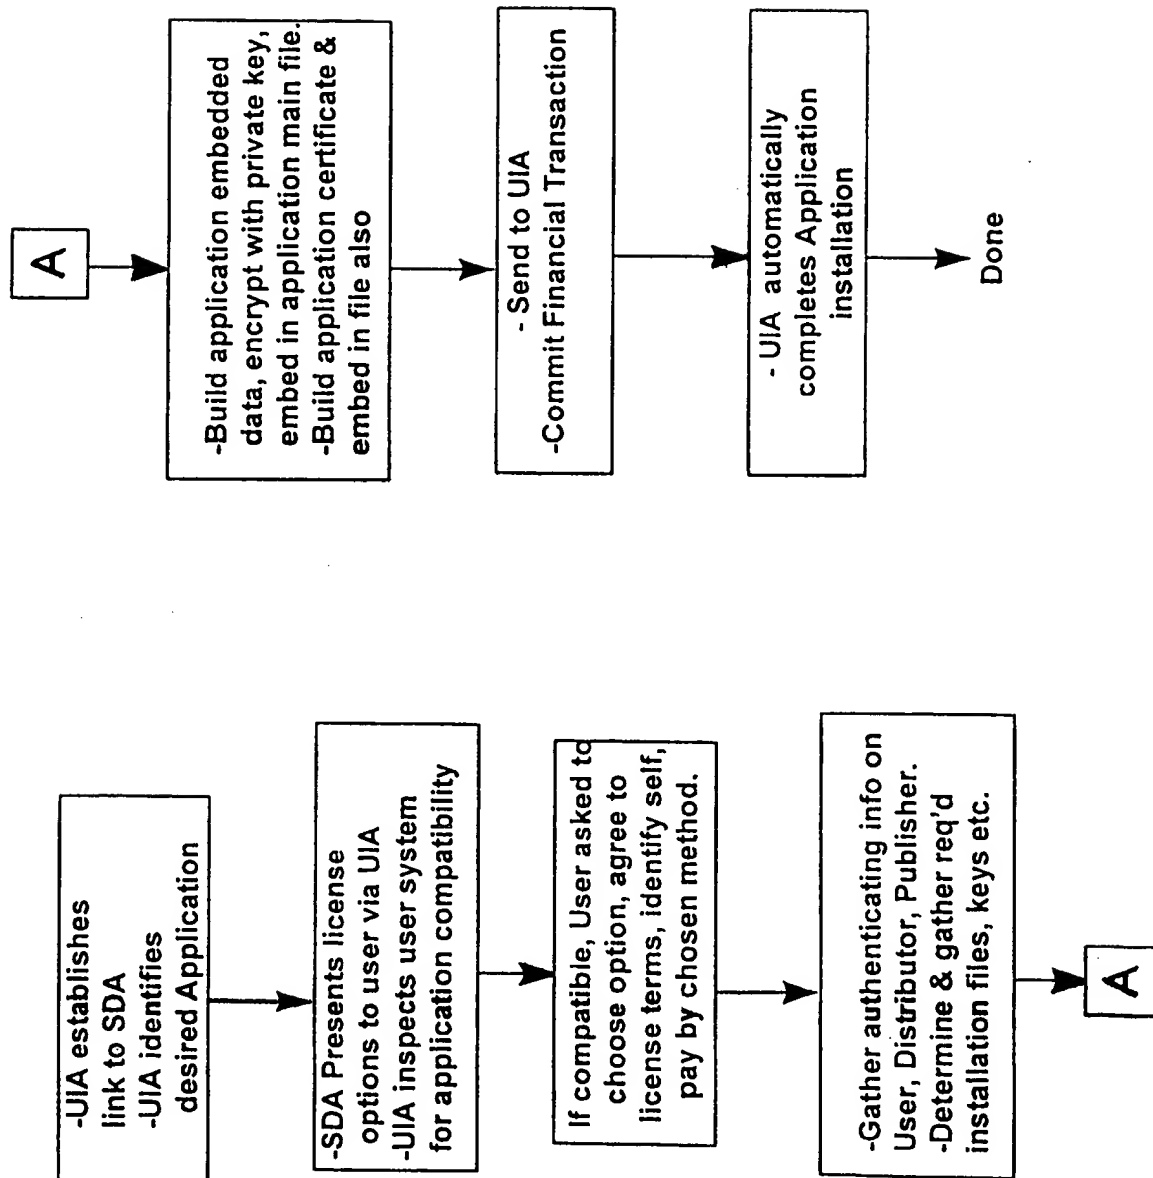 -UIA establishes
link to SDA
-UIA identifies
desired Application
-SDA Presents license
options to user via UIA
-UIA inspects user system
for application compatibility
If compatible, User asked to
choose option, agree to
license terms, identify self,
pay by chosen method.
-Gather authenticating info on
User, Distributor, Publisher.
-Determine & gather req'd
installation files, keys etc.
A
A
-Build application embedded
data, encrypt with private key,
embed in application main file.
-Build application certificate &
embed in file also
- Send to UIA
-Commit Financial Transaction
- UIA automatically
completes Application
installation
Done